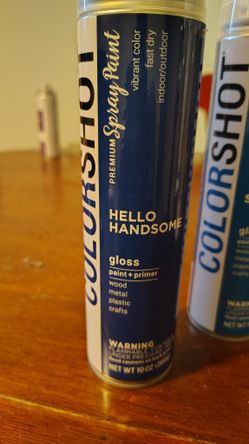 COLORSHOT
PREMIUM Spray Paint
vibrant color
fast dry
indoor/outdoor
HELLO
HANDSOME
gloss
paint + primer
wood
metal
plastic
crafts
WARNING
NET WT 10 OZ
COLORSHOT